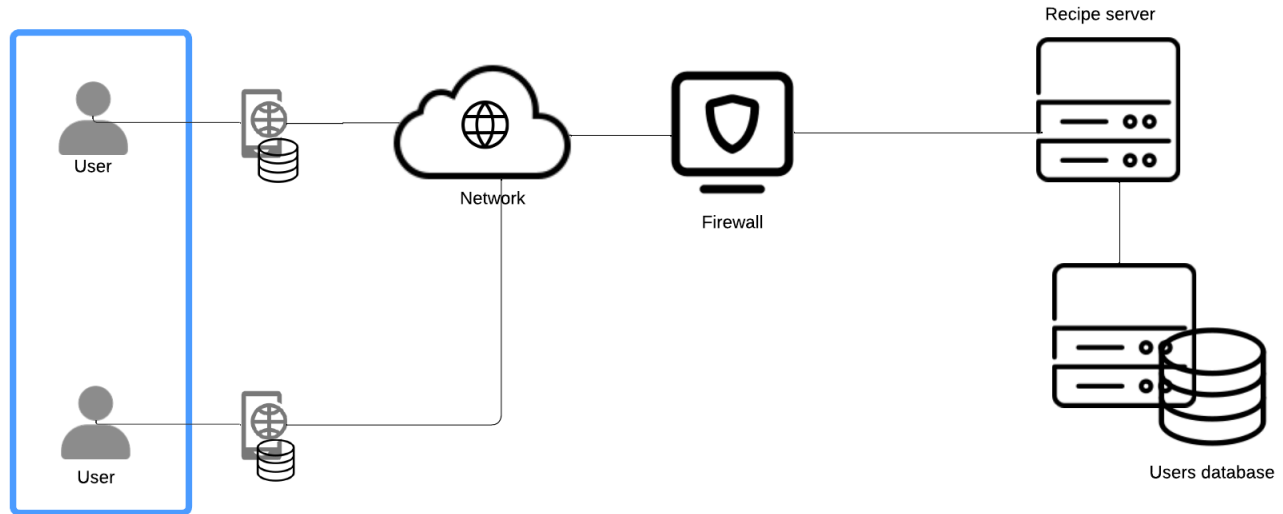 Recipe server
User
Network
Firewall
User
Users database